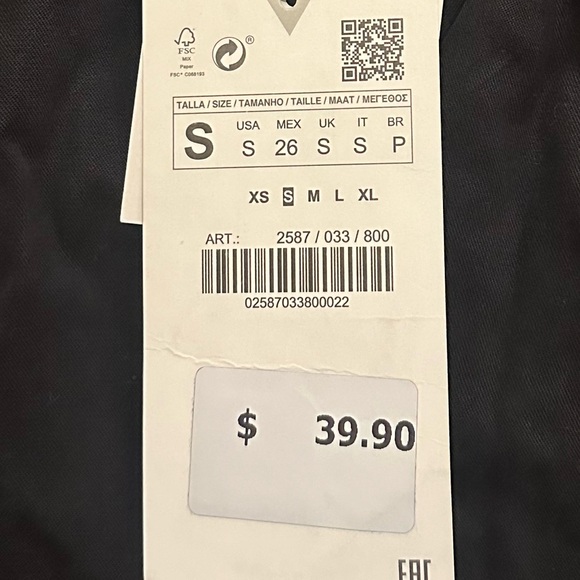 FSC
MIX
Paper
FSC® C068193
®
TALLA / SIZE / TAMANHO / TAILLE / MAAT / ΜΕΓΕΘΟΣ
S
USA MEX UK IT BR
S 26 S S P
XS S M L XL
ART.: 2587 / 033 / 800
02587033800022
$ 39.90
EAC